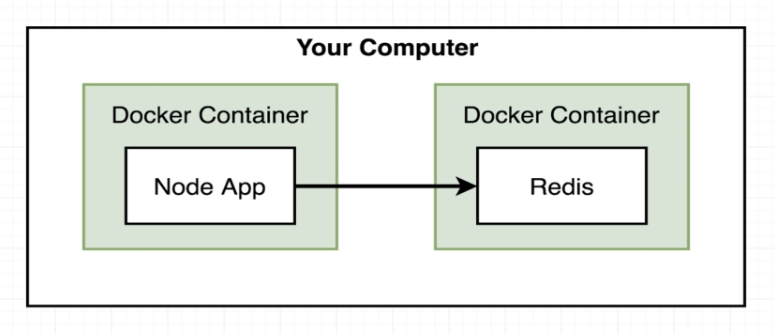 Your Computer
Docker Container
Docker Container
Node App
Redis